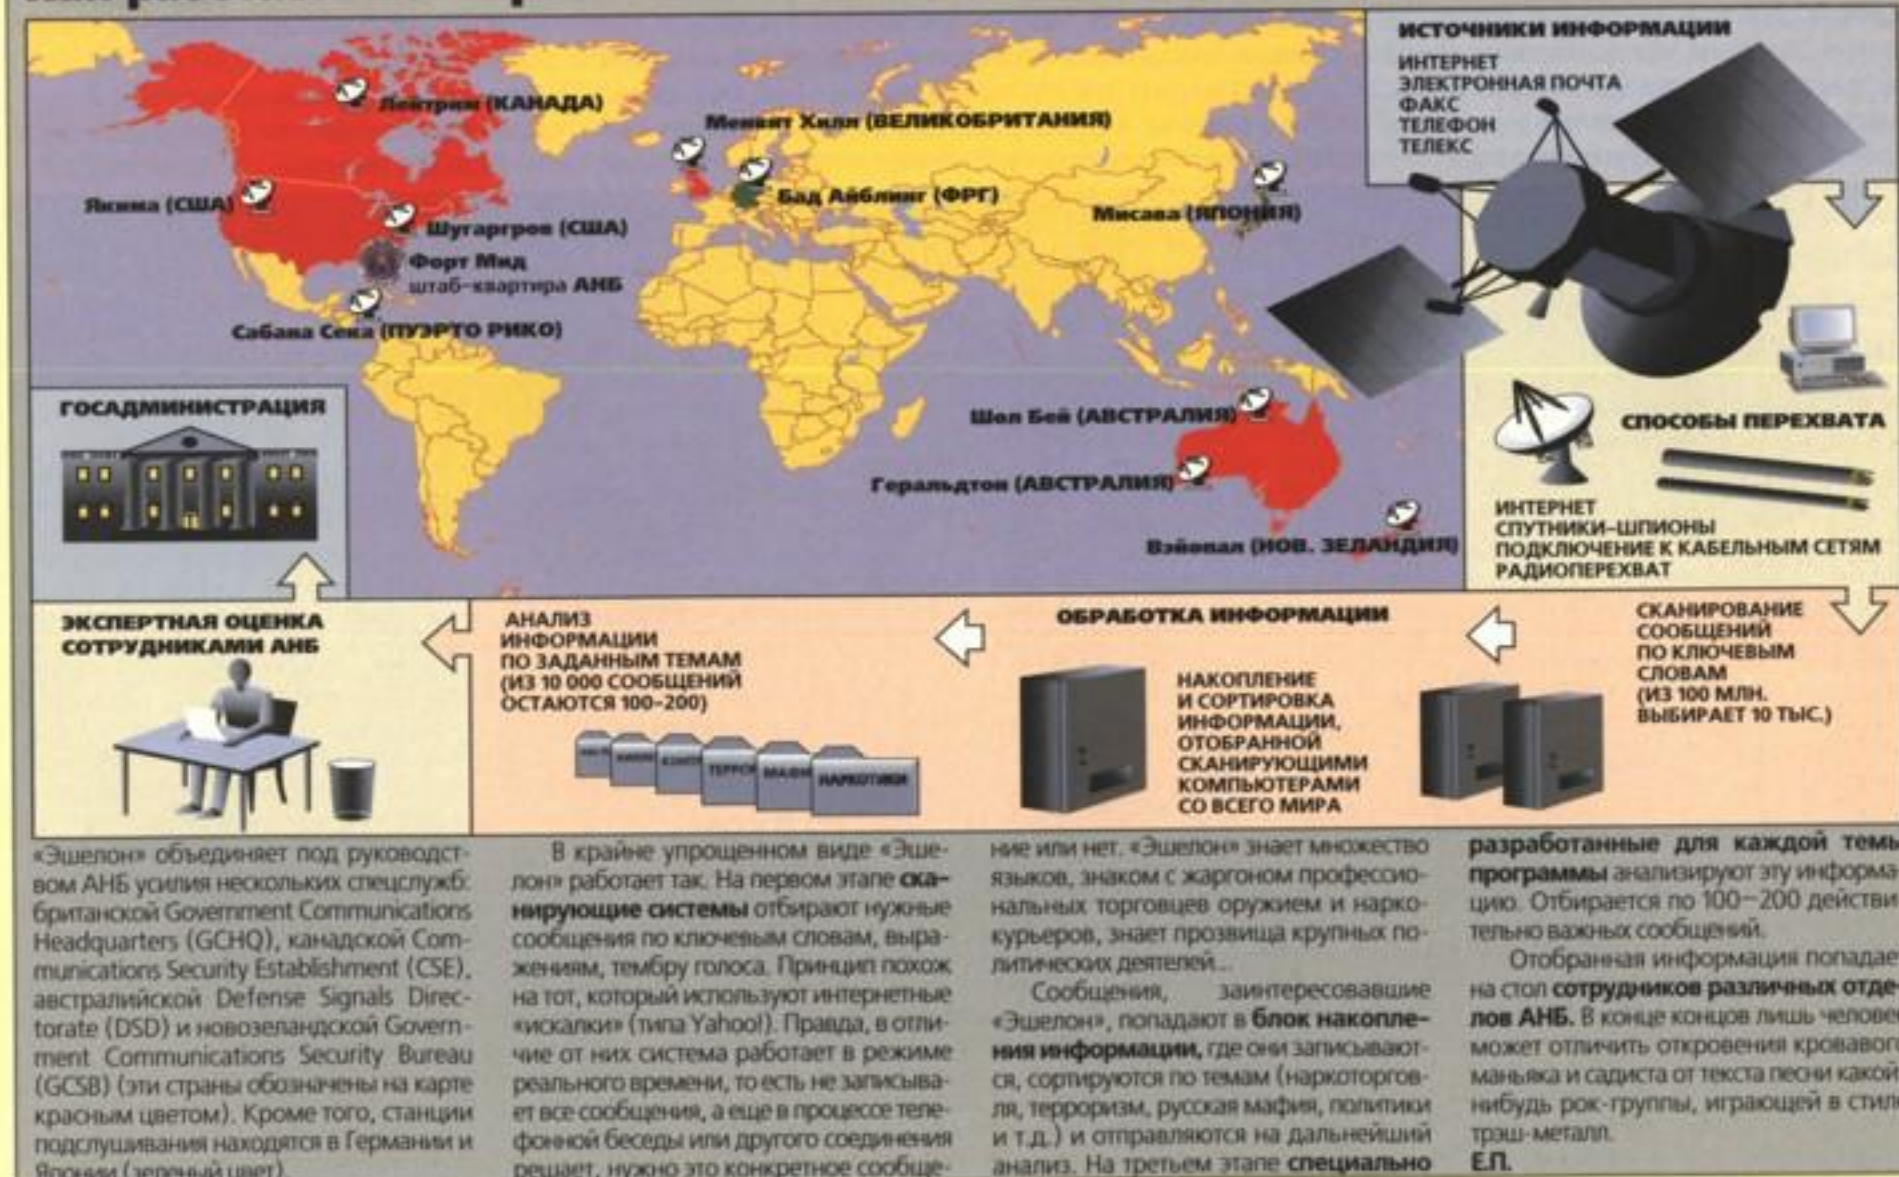 Лейтрим (КАНАДА)
Менвит Хилл (ВЕЛИКОБРИТАНИЯ)
Якима (США)
Бад Айблинг (ФРГ)
Мисава (ЯПОНИЯ)
Шугаргров (США)
Форт Мид
штаб-квартира АНБ
Сабана Сека (ПУЭРТО РИКО)
Шол Бей (АВСТРАЛИЯ)
Геральдтон (АВСТРАЛИЯ)
Вэйопал (НОВ. ЗЕЛАНДИЯ)
ИСТОЧНИКИ ИНФОРМАЦИИ
ИНТЕРНЕТ
ЭЛЕКТРОННАЯ ПОЧТА
ФАКС
ТЕЛЕФОН
ТЕЛЕКС
СПОСОБЫ ПЕРЕХВАТА
ИНТЕРНЕТ
СПУТНИКИ-ШПИОНЫ
ПОДКЛЮЧЕНИЕ К КАБЕЛЬНЫМ СЕТЯМ
РАДИОПЕРЕХВАТ
СКАНИРОВАНИЕ
СООБЩЕНИЙ
ПО КЛЮЧЕВЫМ
СЛОВАМ
(ИЗ 100 МЛН.
ВЫБИРАЕТ 10 ТЫС.)
ОБРАБОТКА ИНФОРМАЦИИ
НАКОПЛЕНИЕ
И СОРТИРОВКА
ИНФОРМАЦИИ,
ОТОБРАННОЙ
СКАНИРУЮЩИМИ
КОМПЬЮТЕРАМИ
СО ВСЕГО МИРА
АНАЛИЗ
ИНФОРМАЦИИ
ПО ЗАДАННЫМ ТЕМАМ
(ИЗ 10 000 СООБЩЕНИЙ
ОСТАЮТСЯ 100-200)
ТЕРРОР
МАФИ
НАРКОТИКИ
ЭКСПЕРТНАЯ ОЦЕНКА
СОТРУДНИКАМИ АНБ
ГОСАДМИНИСТРАЦИЯ
«Эшелон» объединяет под руководст-
вом АНБ усилия нескольких спецслужб:
британской Government Communications
Headquarters (GCHQ), канадской Com-
munications Security Establishment (CSE),
австралийской Defense Signals Direc-
torate (DSD) и новозеландской Govern-
ment Communications Security Bureau
(GCSB) (эти страны обозначены на карте
красным цветом). Кроме того, станции
подслушивания находятся в Германии и
Японии (зеленый цвет).
В крайне упрощенном виде «Эше-
лон» работает так. На первом этапе ска-
нирующие системы отбирают нужные
сообщения по ключевым словам, выра-
жениям, тембру голоса. Принцип похож
на тот, который используют интернетные
«искалки» (типа Yahoo!). Правда, в отли-
чие от них система работает в режиме
реального времени, то есть не записыва-
ет все сообщения, а еще в процессе теле-
фонной беседы или другого соединения
решает, нужно это конкретное сообще-
ние или нет. «Эшелон» знает множество
языков, знаком с жаргоном профессио-
нальных торговцев оружием и нарко-
курьеров, знает прозвища крупных по-
литических деятелей...
Сообщения, заинтересовавшие
«Эшелон», попадают в блок накопле-
ния информации, где они записывают-
ся, сортируются по темам (наркоторгов-
ля, терроризм, русская мафия, политики
и т.д.) и отправляются на дальнейший
анализ. На третьем этапе специально
разработанные для каждой темы
программы анализируют эту информа-
цию. Отбирается по 100—200 действи-
тельно важных сообщений.
Отобранная информация попадает
на стол сотрудников различных отде-
лов АНБ. В конце концов лишь человек
может отличить откровения кровавого
маньяка и садиста от текста песни какой-
нибудь рок-группы, играющей в стиле
трэш-металл.
Е.П.